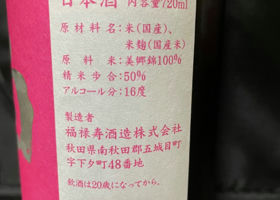 日本酒 内容量720ml
原材料名：米(国産)、
米麹(国産米)
原料米：美郷錦100%
精米歩合：50%
アルコール分：16度
製造者
福禄寿酒造株式会社
秋田県南秋田郡五城目町
字下夕町48番地
飲酒は20歳になってから。